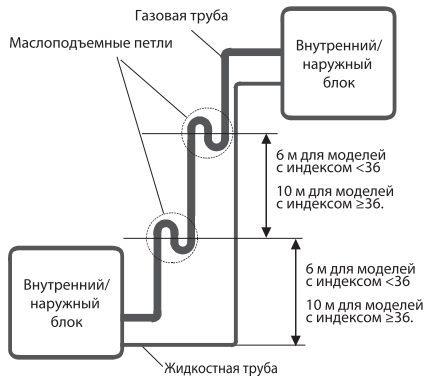 Газовая труба
Маслоподъемные петли
Внутренний/
наружный
блок
6 м для моделей
с индексом <36
10 м для моделей
с индексом ≥36.
Внутренний/
наружный
блок
6 м для моделей
с индексом <36
10 м для моделей
с индексом ≥36.
Жидкостная труба